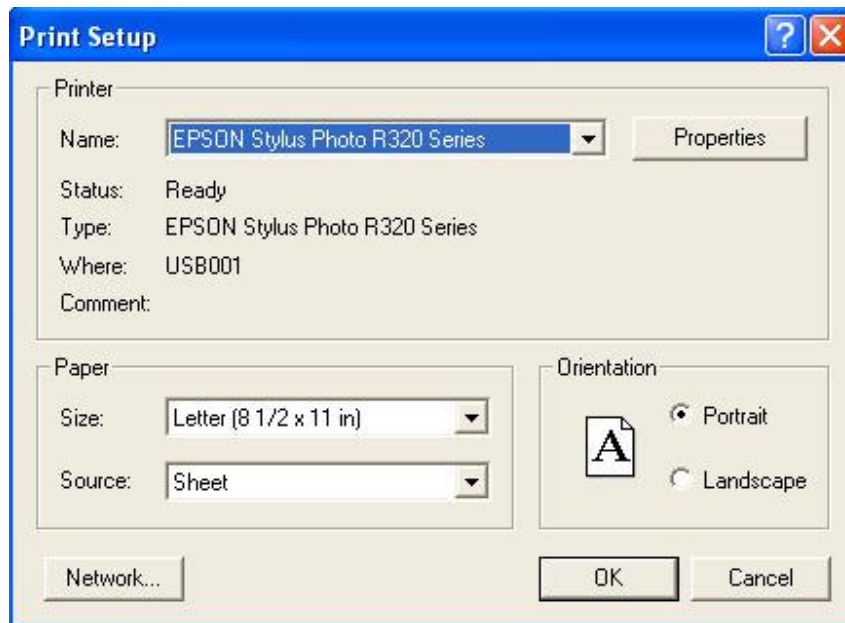 Print Setup
Printer
Name: EPSON Stylus Photo R320 Series Properties
Status: Ready
Type: EPSON Stylus Photo R320 Series
Where: USB001
Comment:
Paper
Size: Letter (8 1/2 x 11 in)
Source: Sheet
Orientation
A
Portrait
Landscape
Network...
OK
Cancel